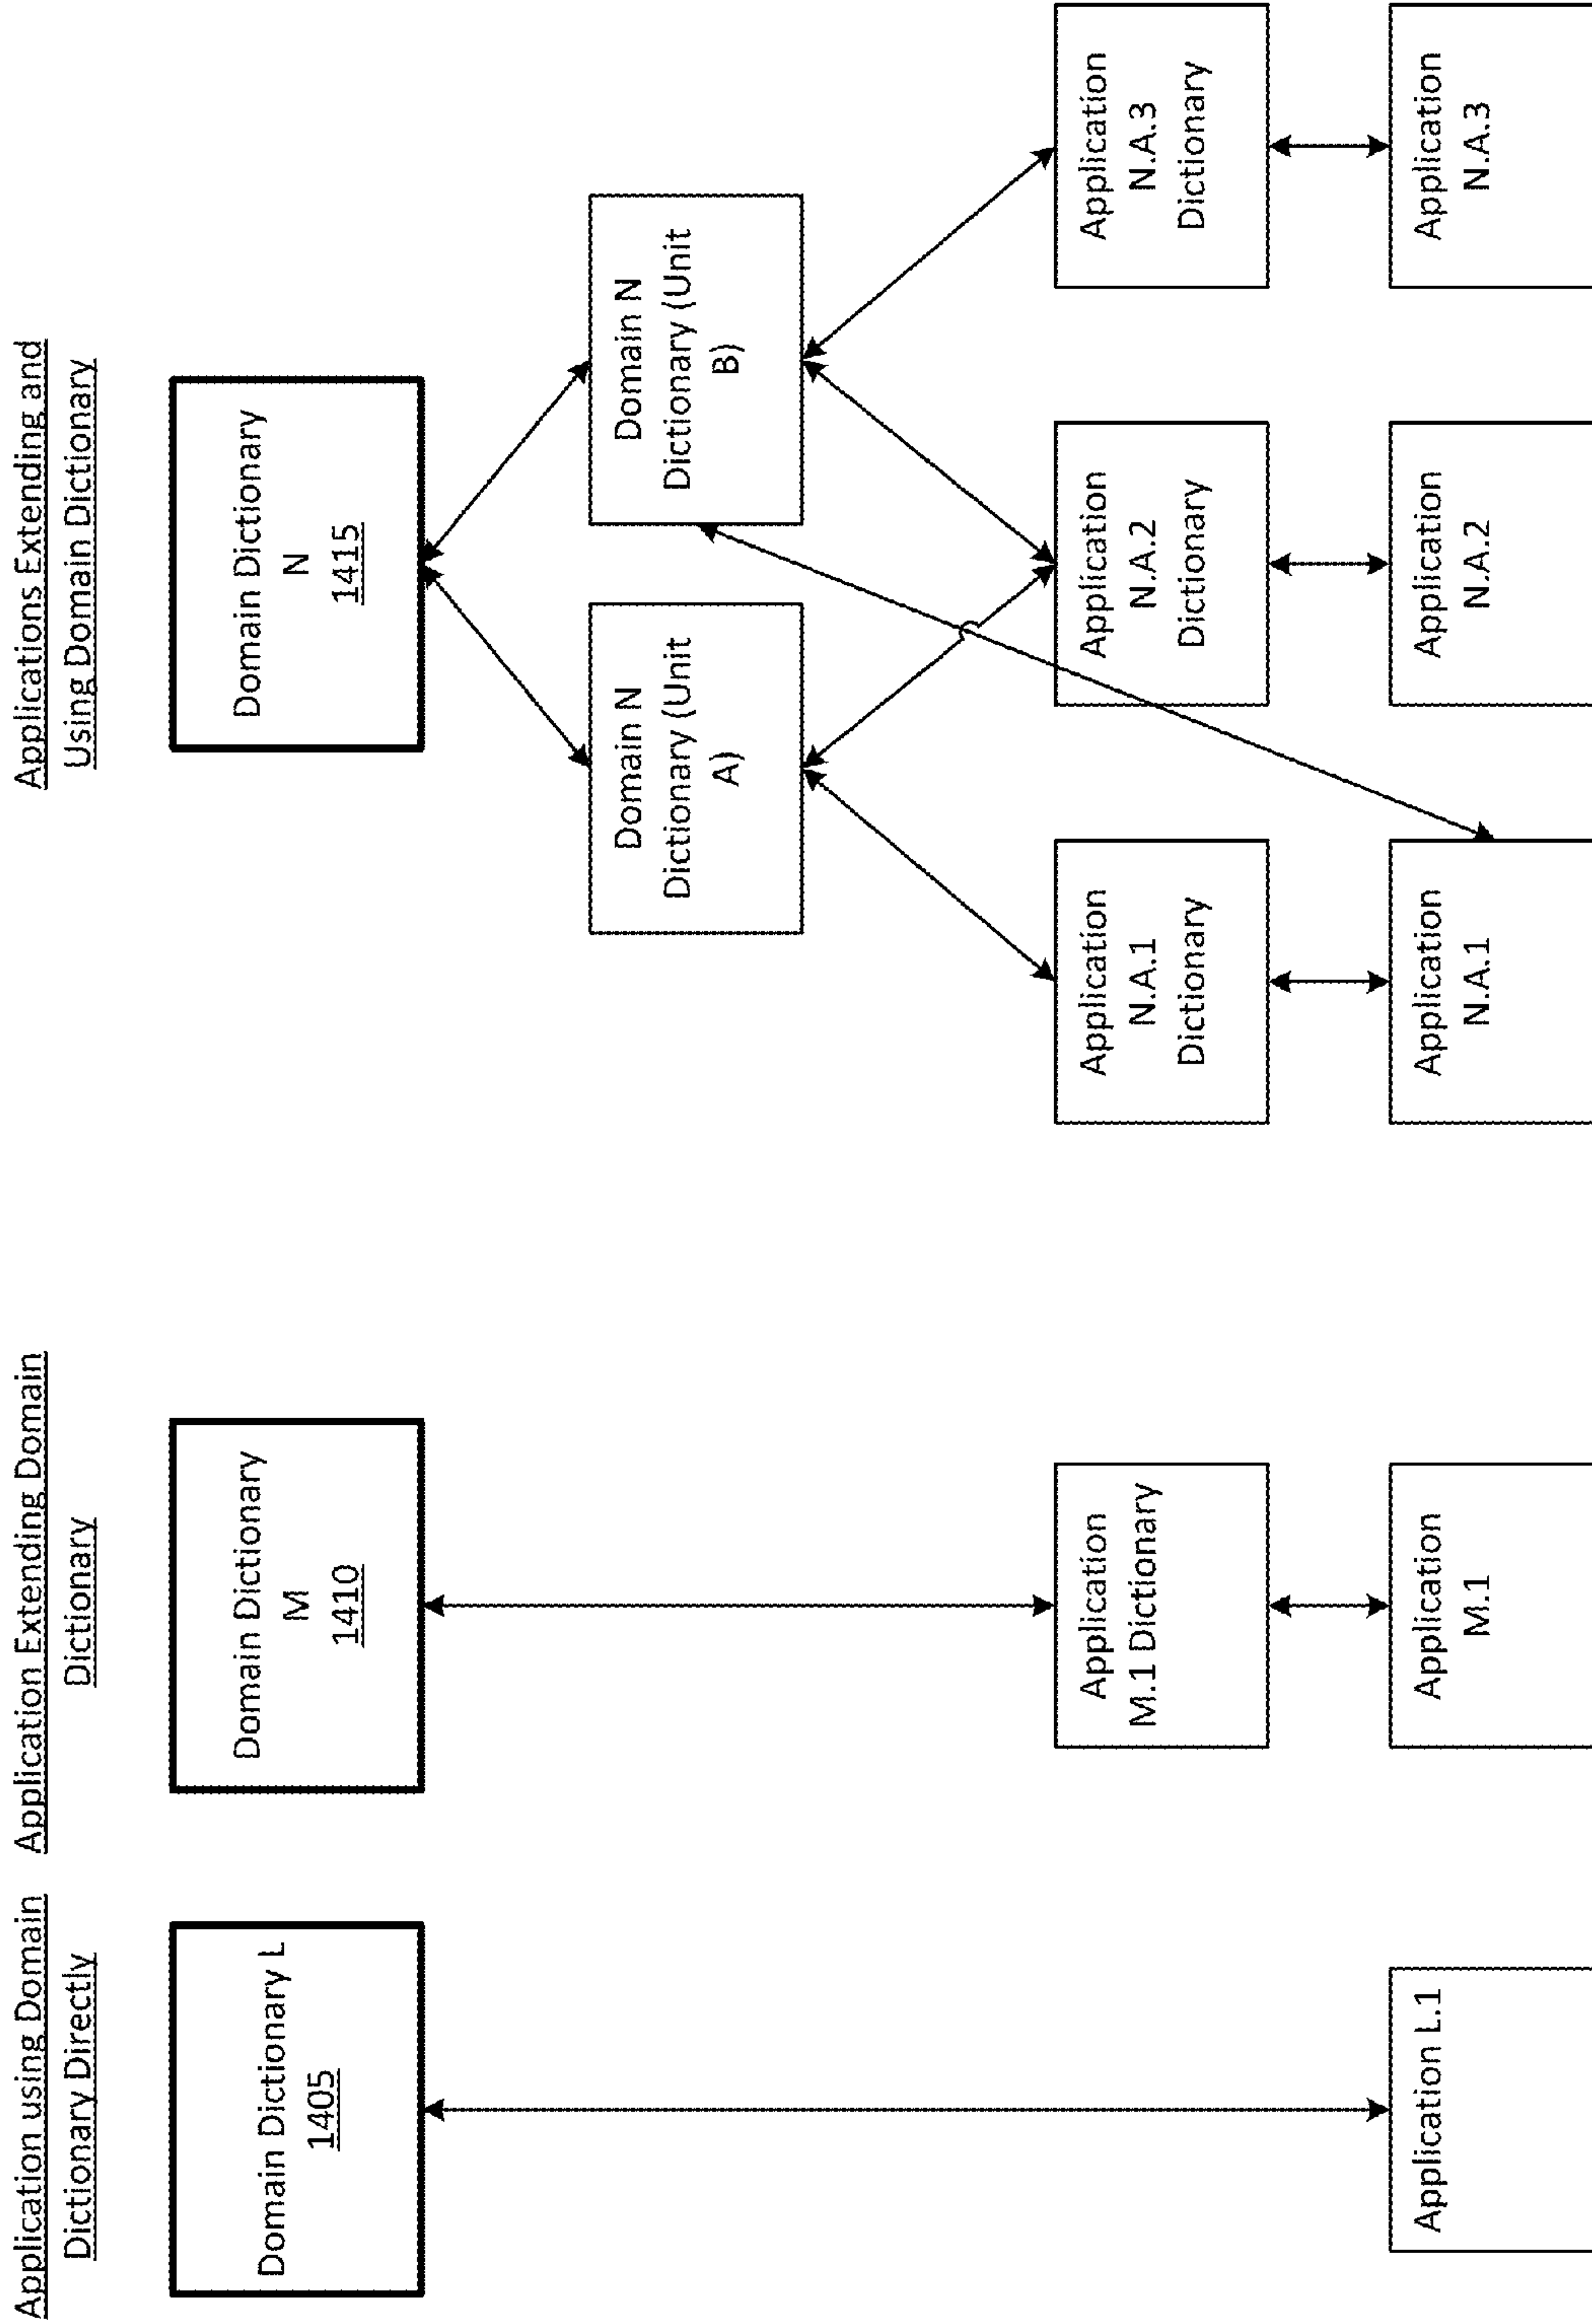 Application using Domain
Dictionary Directly
Application Extending Domain
Dictionary
Applications Extending and
Using Domain Dictionary
Domain Dictionary L
1405
Domain Dictionary
M
1410
Domain Dictionary
N
1415
Domain N
Dictionary (Unit
A)
Domain N
Dictionary (Unit
B)
Application
M.1 Dictionary
Application
N.A.1
Dictionary
Application
N.A.2
Dictionary
Application
N.A.3
Dictionary
Application L.1
Application
M.1
Application
N.A.1
Application
N.A.2
Application
N.A.3